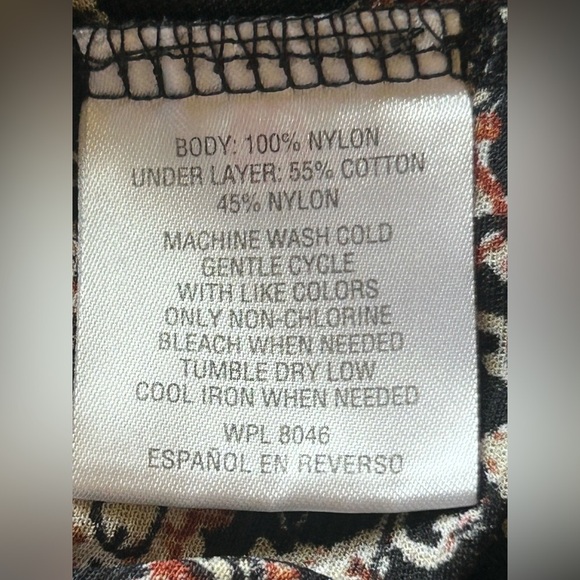 BODY: 100% NYLON
UNDER LAYER: 55% COTTON
45% NYLON
MACHINE WASH COLD
GENTLE CYCLE
WITH LIKE COLORS
ONLY NON-CHLORINE
BLEACH WHEN NEEDED
TUMBLE DRY LOW
COOL IRON WHEN NEEDED
WPL 8046
ESPAÑOL EN REVERSO